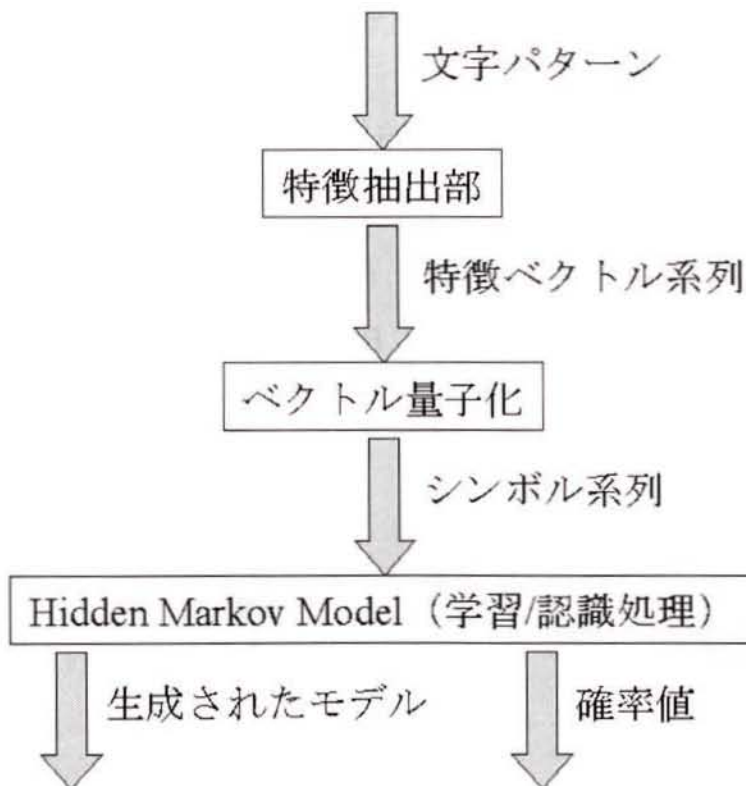 文字パターン
特徴抽出部
特徴ベクトル系列
ベクトル量子化
シンボル系列
Hidden Markov Model（学習/認識処理）
生成されたモデル
確率値